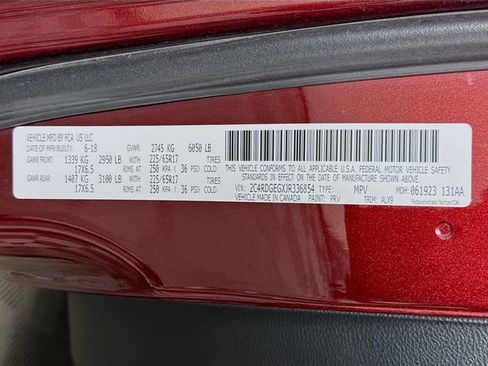 VEHICLE MFD BY FCA US LLC
DATE OF MFR/BUILT: 6-18 GVWR: 2745 KG 6050 LB
GAWR FRONT: 1339 KG 2950 LB WITH 225/65R17 TIRES
17X6.5 RIMS AT 250 KPA ( 36 PSI) COLD
GAWR REAR: 1407 KG 3100 LB WITH 225/65R17 TIRES
17X6.5 RIMS AT 250 KPA ( 36 PSI) COLD
THIS VEHICLE CONFORMS TO ALL APPLICABLE U.S.A. FEDERAL MOTOR VEHICLE SAFETY
STANDARDS IN EFFECT ON THE DATE OF MANUFACTURE SHOWN ABOVE.
VIN: 2C4RDGEGXJR336854 TYPE: MPV MDH: 061923 131AA
VEHICLE MADE IN CANADA PAINT: PRV TRIM: ALX9